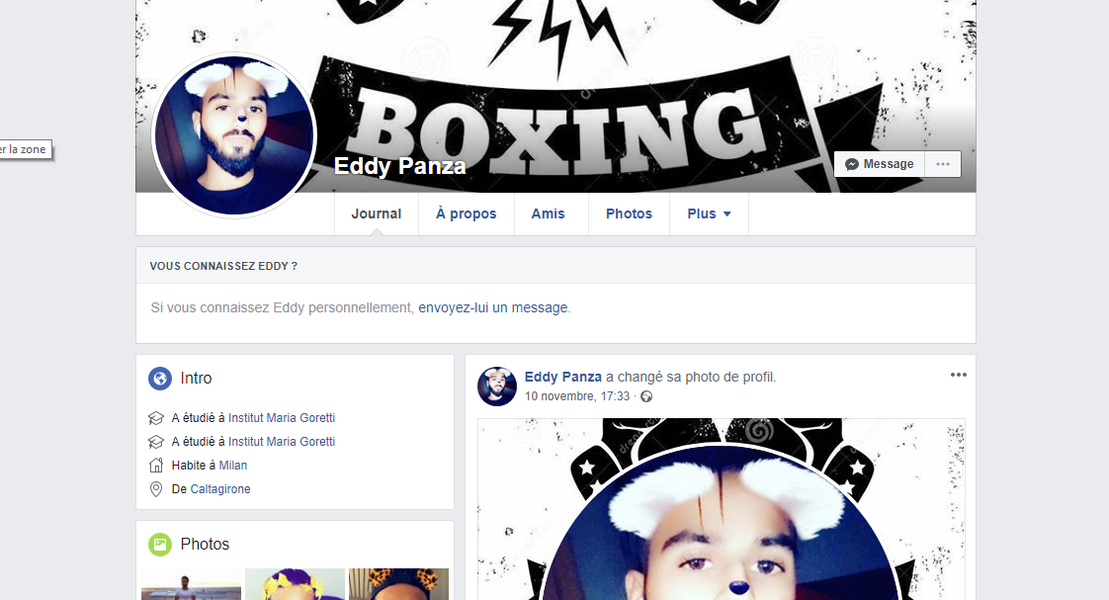 BOXING
er la zone
Eddy Panza
Message
Journal
À propos
Amis
Photos
Plus
VOUS CONNAISSEZ EDDY ?
Si vous connaissez Eddy personnellement, envoyez-lui un message.
Intro
A étudié à Institut Maria Goretti
A étudié à Institut Maria Goretti
Habite à Milan
De Caltagirone
Photos
Eddy Panza a changé sa photo de profil.
10 novembre, 17:33 ·